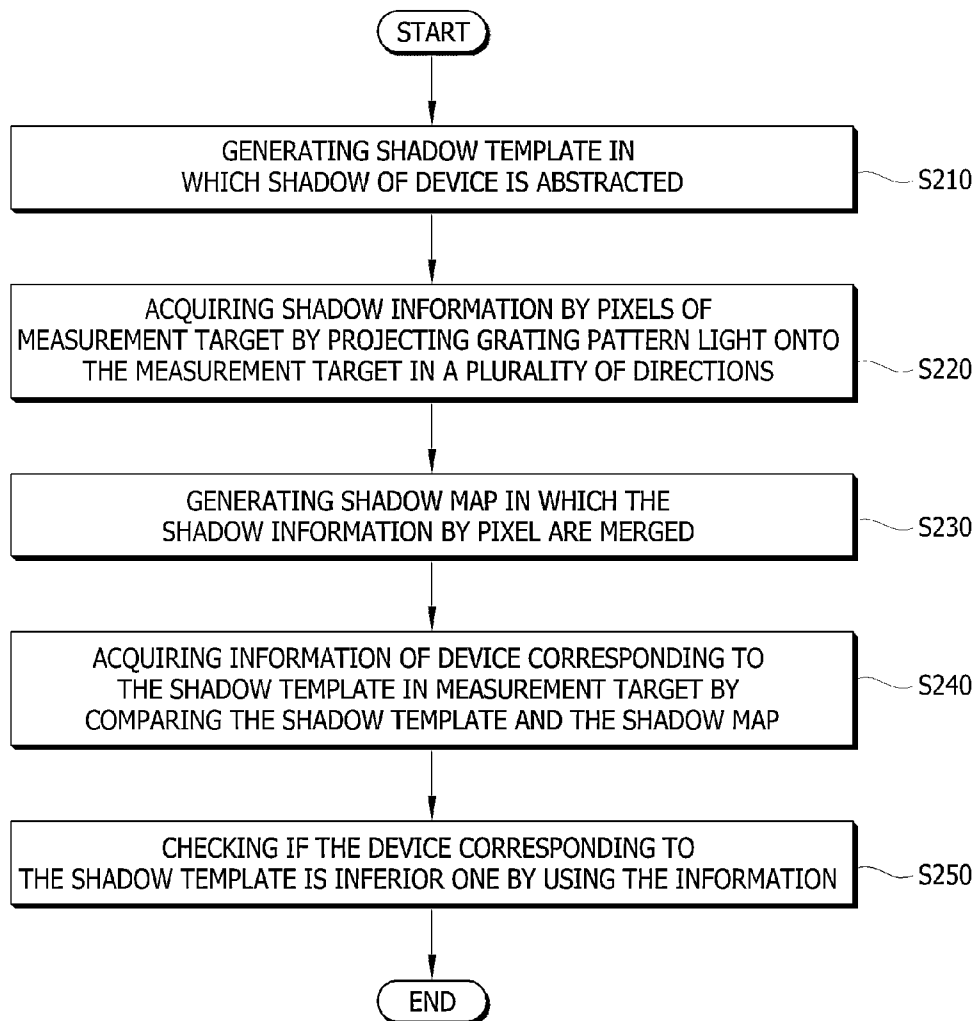 START
GENERATING SHADOW TEMPLATE IN
WHICH SHADOW OF DEVICE IS ABSTRACTED
S210
ACQUIRING SHADOW INFORMATION BY PIXELS OF
MEASUREMENT TARGET BY PROJECTING GRATING PATTERN LIGHT ONTO
THE MEASUREMENT TARGET IN A PLURALITY OF DIRECTIONS
S220
GENERATING SHADOW MAP IN WHICH THE
SHADOW INFORMATION BY PIXEL ARE MERGED
S230
ACQUIRING INFORMATION OF DEVICE CORRESPONDING TO
THE SHADOW TEMPLATE IN MEASUREMENT TARGET BY
COMPARING THE SHADOW TEMPLATE AND THE SHADOW MAP
S240
CHECKING IF THE DEVICE CORRESPONDING TO
THE SHADOW TEMPLATE IS INFERIOR ONE BY USING THE INFORMATION
S250
END